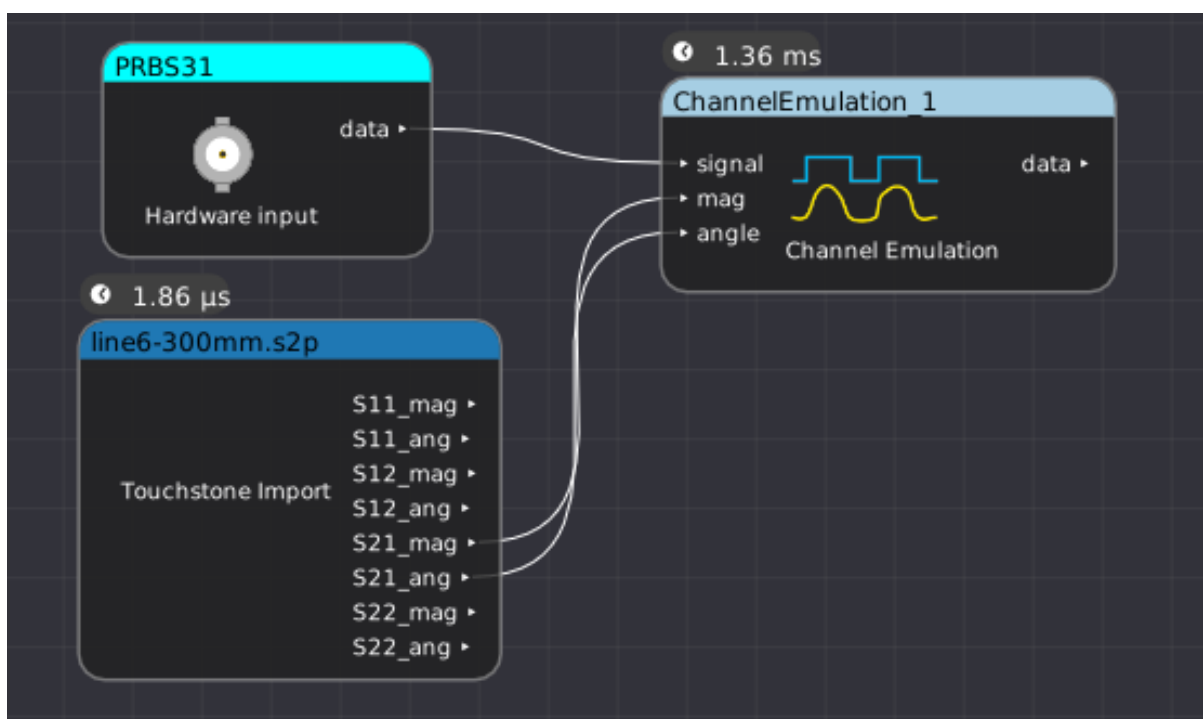 PRBS31
data
Hardware input
1.36 ms
ChannelEmulation_1
signal
mag
angle
data
Channel Emulation
1.86 µs
line6-300mm.s2p
Touchstone Import
S11_mag
S11_ang
S12_mag
S12_ang
S21_mag
S21_ang
S22_mag
S22_ang